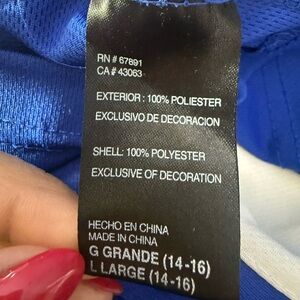 RN # 67891
CA # 43063
EXTERIOR: 100% POLIESTER
EXCLUSIVO DE DECORACION
SHELL: 100% POLYESTER
EXCLUSIVE OF DECORATION
HECHO EN CHINA
MADE IN CHINA
G GRANDE (14-16)
L LARGE (14-16)